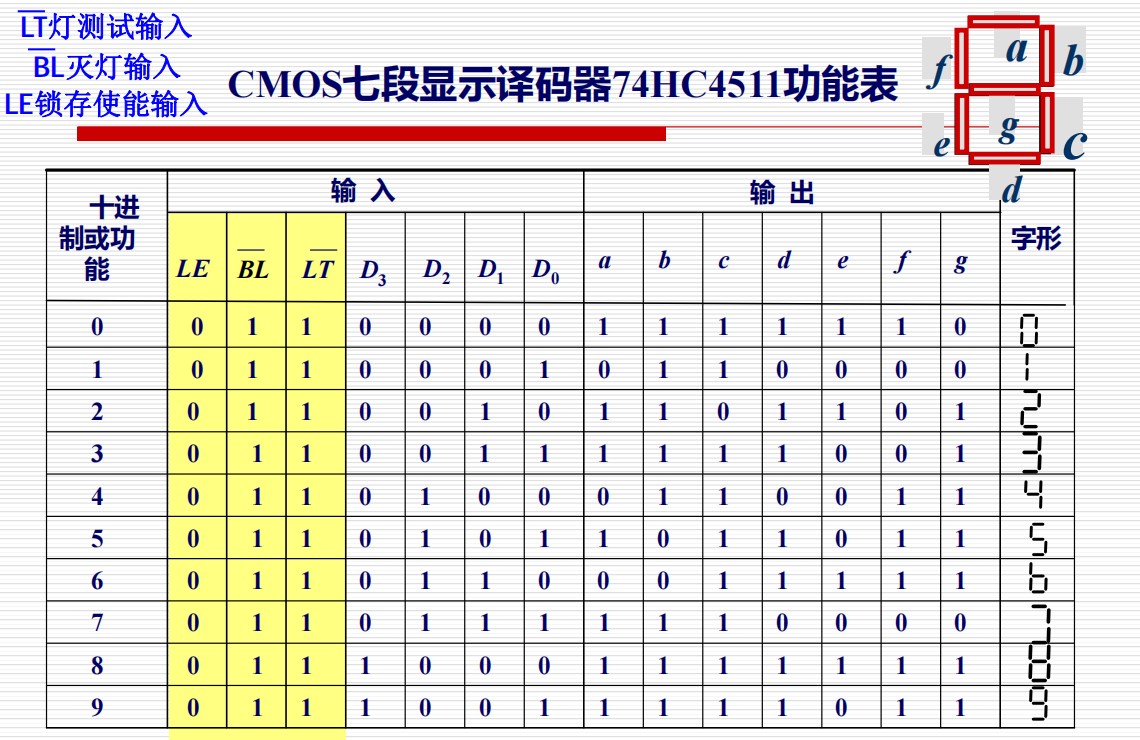 LT灯测试输入
BL灭灯输入
LE锁存使能输入
CMOS七段显示译码器74HC4511功能表
a
f
b
g
e
c
d
十进
制或功
能
输 入
输 出
字形
LE BL LT D3 D2 D1 D0 a b c d e f g
0 0 1 1 0 0 0 0 1 1 1 1 1 1 0 0
1 0 1 1 0 0 0 1 0 1 1 0 0 0 0 1
2 0 1 1 0 0 1 0 1 1 0 1 1 0 1 2
3 0 1 1 0 0 1 1 1 1 1 1 0 0 1 3
4 0 1 1 0 1 0 0 0 1 1 0 0 1 1 4
5 0 1 1 0 1 0 1 1 0 1 1 0 1 1 5
6 0 1 1 0 1 1 0 0 0 1 1 1 1 1 6
7 0 1 1 0 1 1 1 1 1 1 0 0 0 0 7
8 0 1 1 1 0 0 0 1 1 1 1 1 1 1 8
9 0 1 1 1 0 0 1 1 1 1 1 0 1 1 9